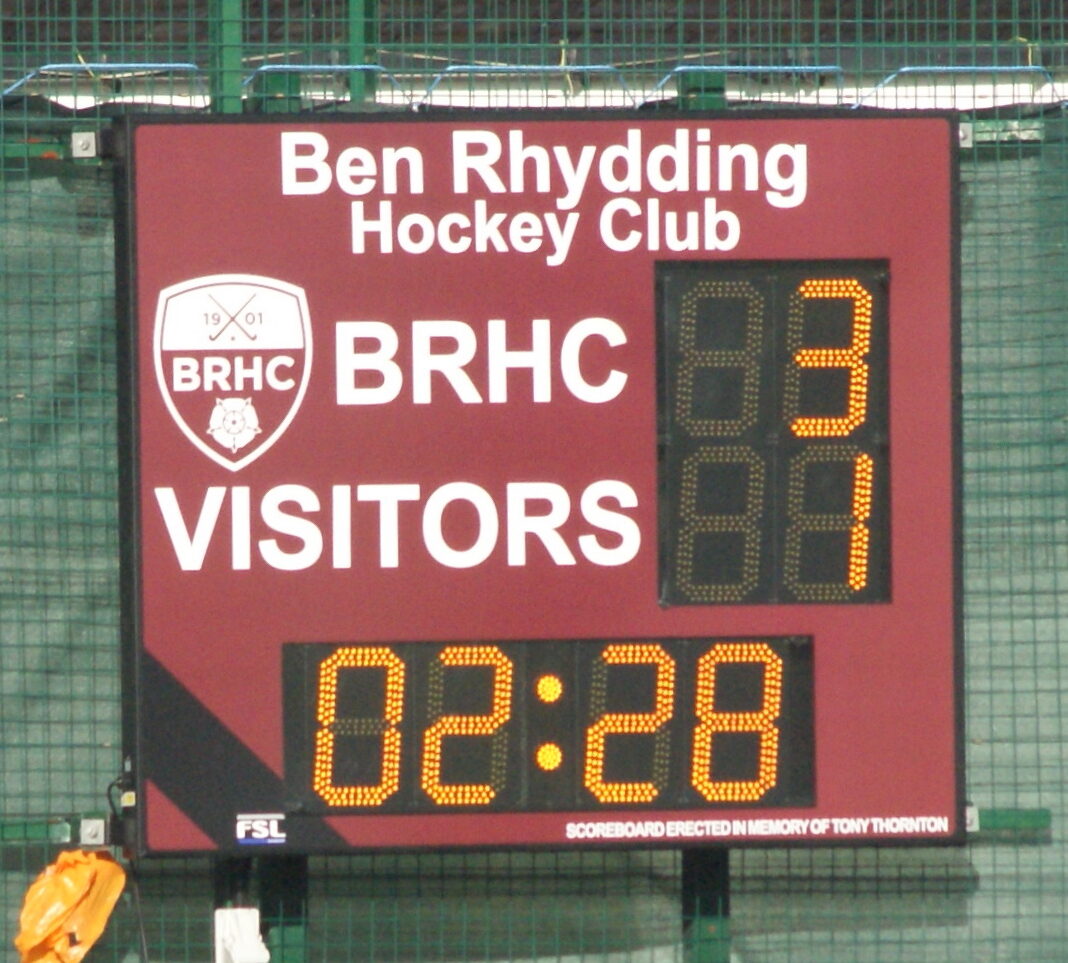 Ben Rhydding
Hockey Club
19 01
BRHC
BRHC 3
VISITORS 1
02:28
FSL
SCOREBOARD ERECTED IN MEMORY OF TONY THORNTON